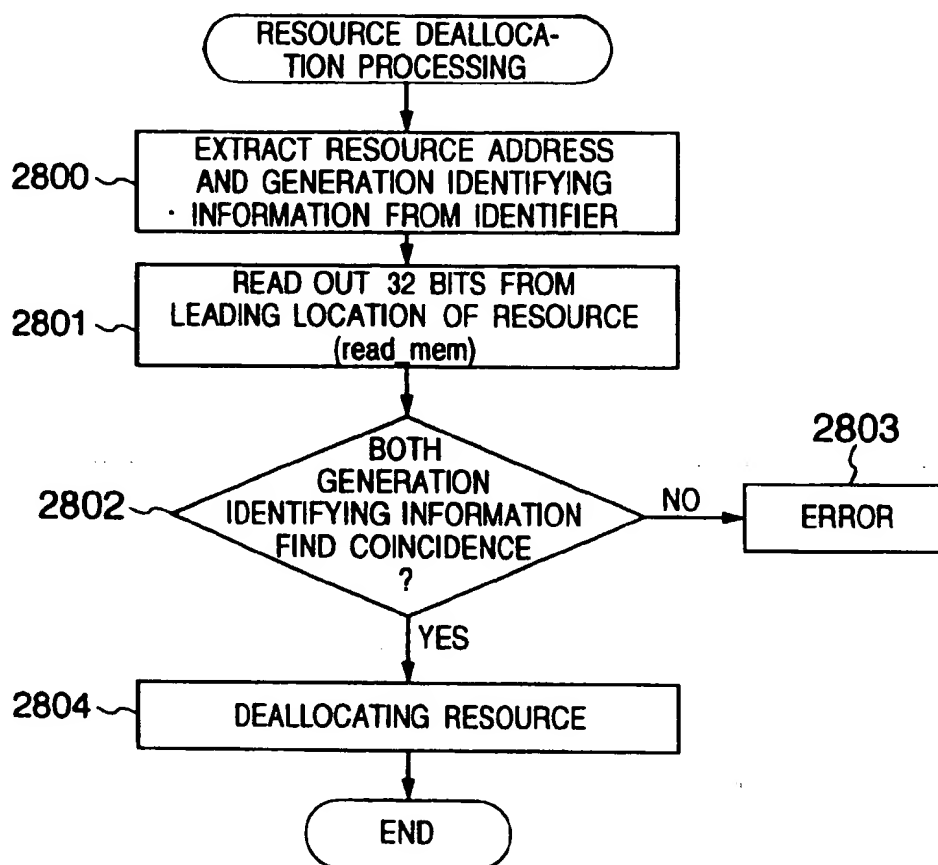 RESOURCE DEALLOCA-
TION PROCESSING
2800
EXTRACT RESOURCE ADDRESS
AND GENERATION IDENTIFYING
INFORMATION FROM IDENTIFIER
2801
READ OUT 32 BITS FROM
LEADING LOCATION OF RESOURCE
(read_mem)
2802
BOTH
GENERATION
IDENTIFYING INFORMATION
FIND COINCIDENCE
?
NO
2803
ERROR
YES
2804
DEALLOCATING RESOURCE
END